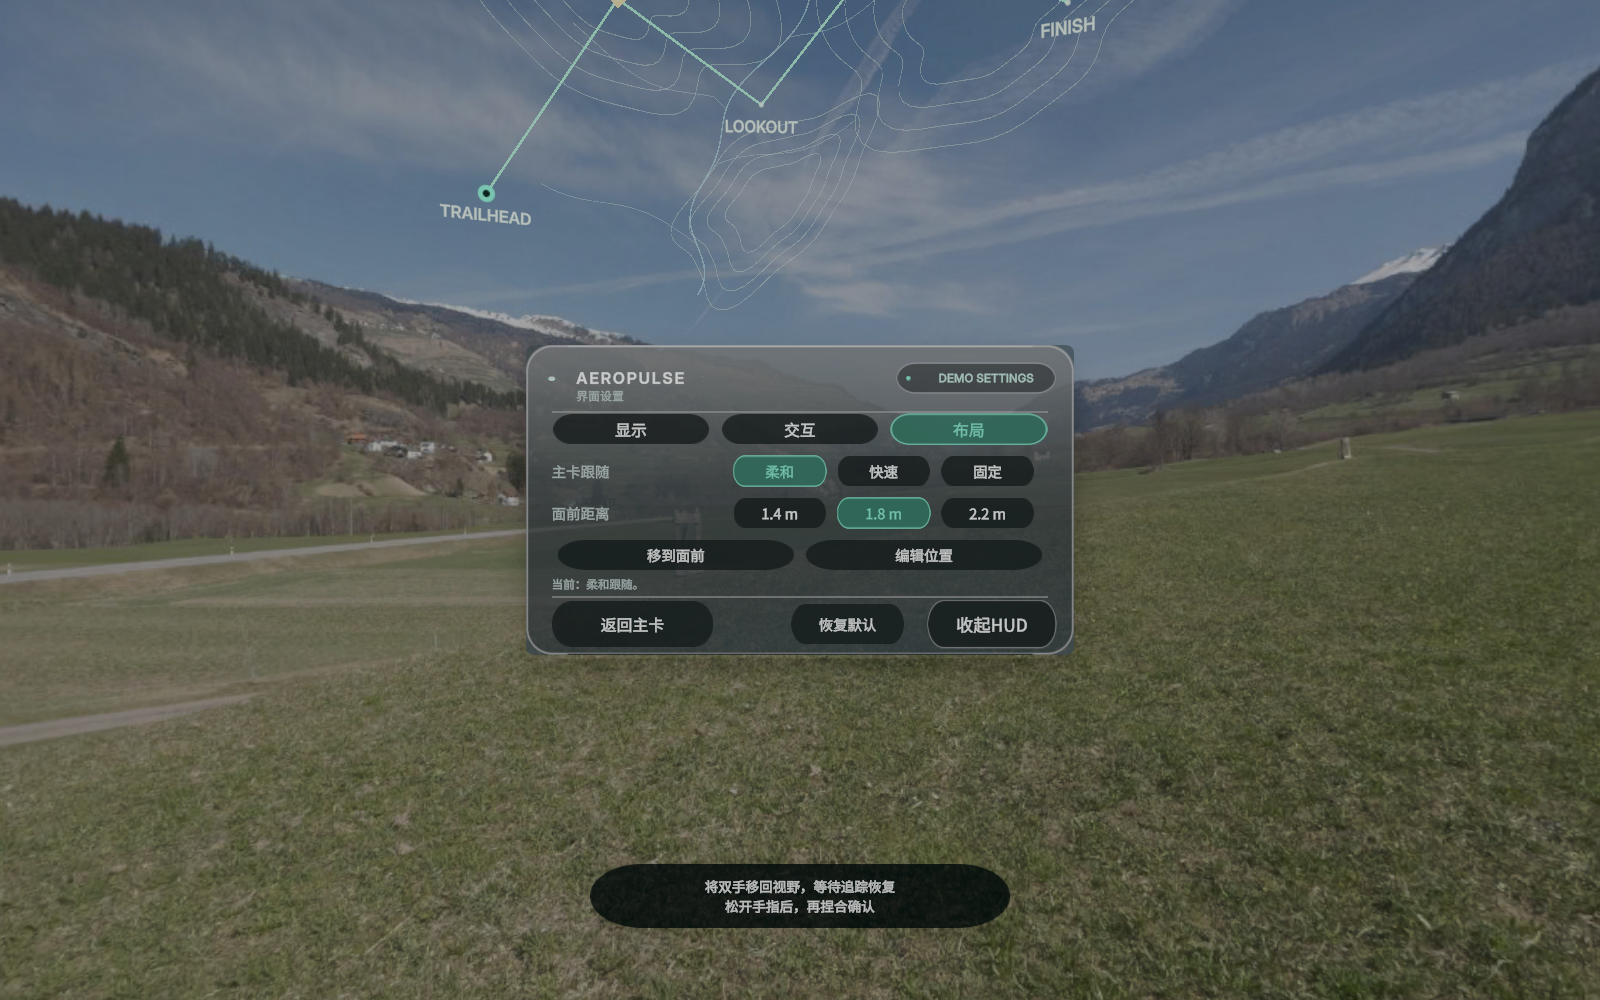 FINISH
LOOKOUT
TRAILHEAD
AEROPULSE
界面设置
DEMO SETTINGS
显示
交互
布局
主卡跟随
柔和
快速
固定
面前距离
1.4 m
1.8 m
2.2 m
移到面前
编辑位置
当前：柔和跟随。
返回主卡
恢复默认
收起HUD
将双手移回视野，等待追踪恢复
松开手指后，再捏合确认